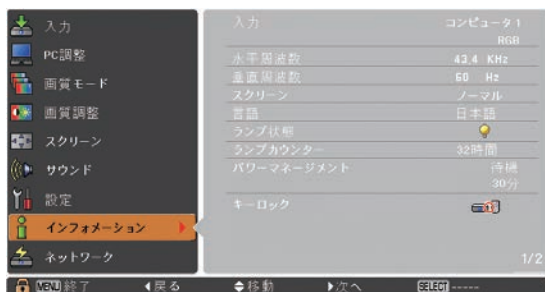 入力
PC調整
画質モード
画質調整
スクリーン
サウンド
設定
インフォメーション
ネットワーク
入力 コンピュータ1
RGB
水平周波数 43.4 KHz
垂直周波数 60 Hz
スクリーン ノーマル
言語 日本語
ランプ状態
ランプカウンター 32時間
パワーマネージメント 待機
30分
キーロック
1/2
MENU 終了 ◀戻る ◆移動 ▶次へ SELECT -----